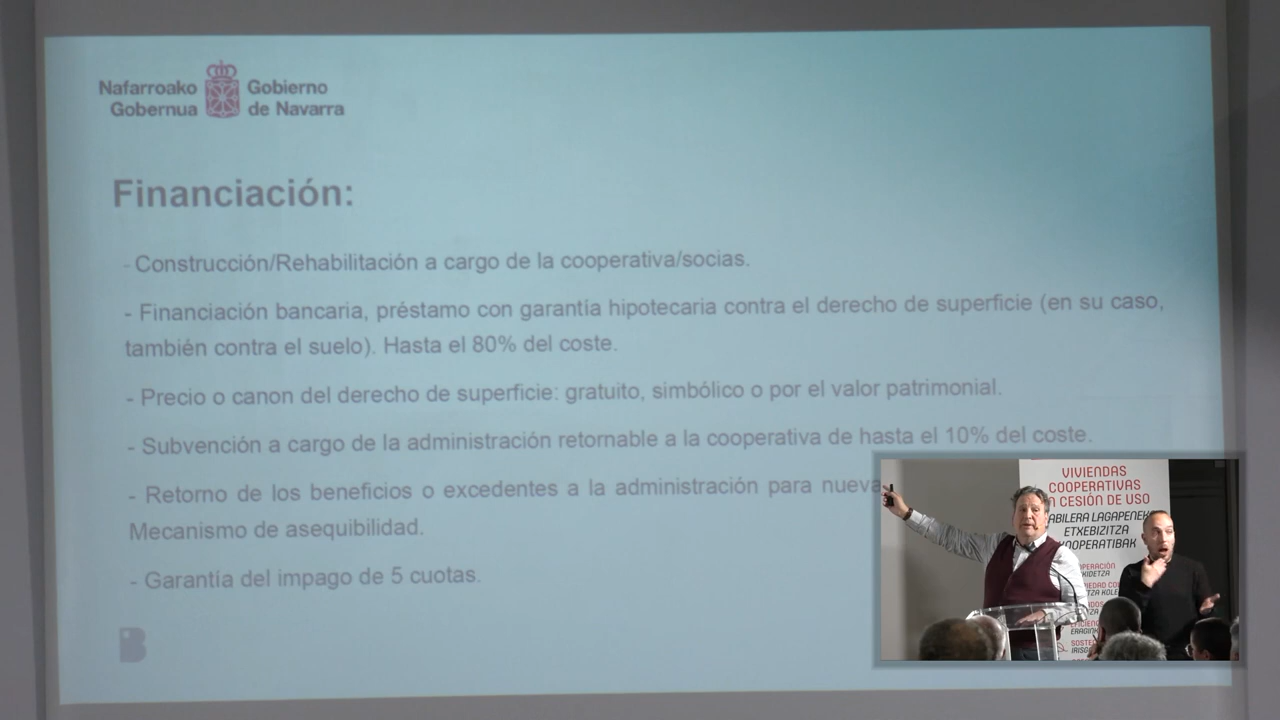 Nafarroako Gobierno
Gobernua de Navarra
Financiación:
- Construcción/Rehabilitación a cargo de la cooperativa/socias.
- Financiación bancaria, préstamo con garantía hipotecaria contra el derecho de superficie (en su caso,
también contra el suelo). Hasta el 80% del coste.
- Precio o canon del derecho de superficie: gratuito, simbólico o por el valor patrimonial.
- Subvención a cargo de la administración retornable a la cooperativa de hasta el 10% del coste.
- Retorno de los beneficios o excedentes a la administración para nueva
Mecanismo de asequibilidad.
- Garantía del impago de 5 cuotas.
B
VIVIENDAS
COOPERATIVAS
N CESIÓN DE USO
ABILERA LAGAPENEK
ETXEBIZITZA
KOOPERATIBAK